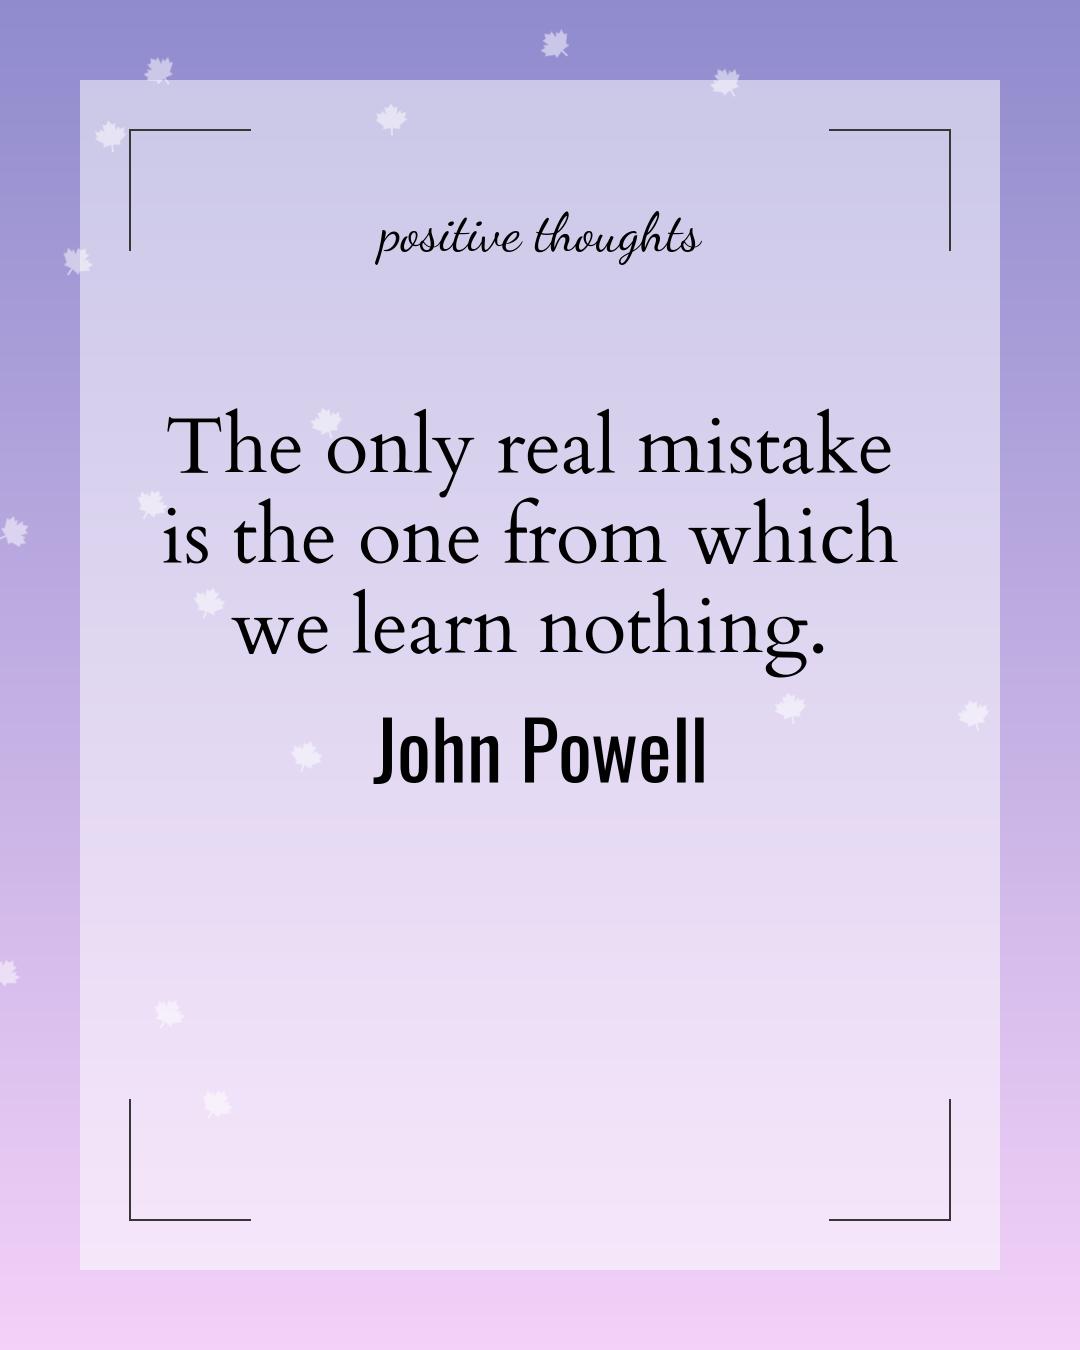 positive thoughts
The only real mistake
is the one from which
we learn nothing.
John Powell